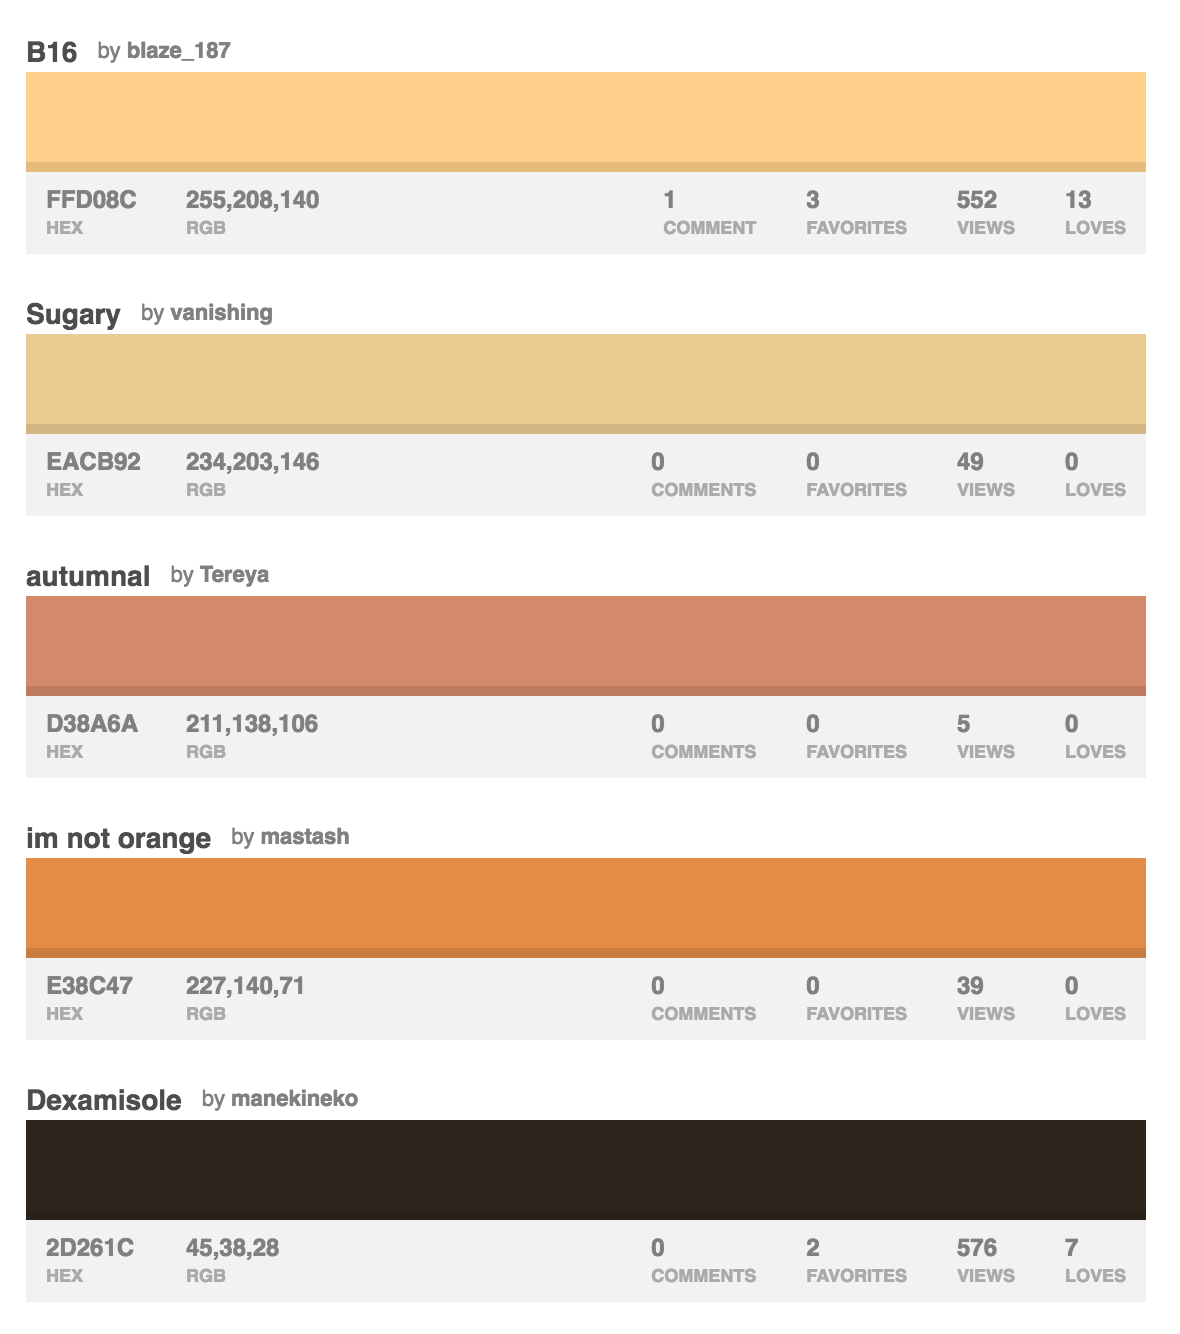 B16 by blaze_187
FFD08C 255,208,140 1 3 552 13
HEX RGB COMMENT FAVORITES VIEWS LOVES
Sugary by vanishing
EACB92 234,203,146 0 0 49 0
HEX RGB COMMENTS FAVORITES VIEWS LOVES
autumnal by Tereya
D38A6A 211,138,106 0 0 5 0
HEX RGB COMMENTS FAVORITES VIEWS LOVES
im not orange by mastash
E38C47 227,140,71 0 0 39 0
HEX RGB COMMENTS FAVORITES VIEWS LOVES
Dexamisole by manekineko
2D261C 45,38,28 0 2 576 7
HEX RGB COMMENTS FAVORITES VIEWS LOVES